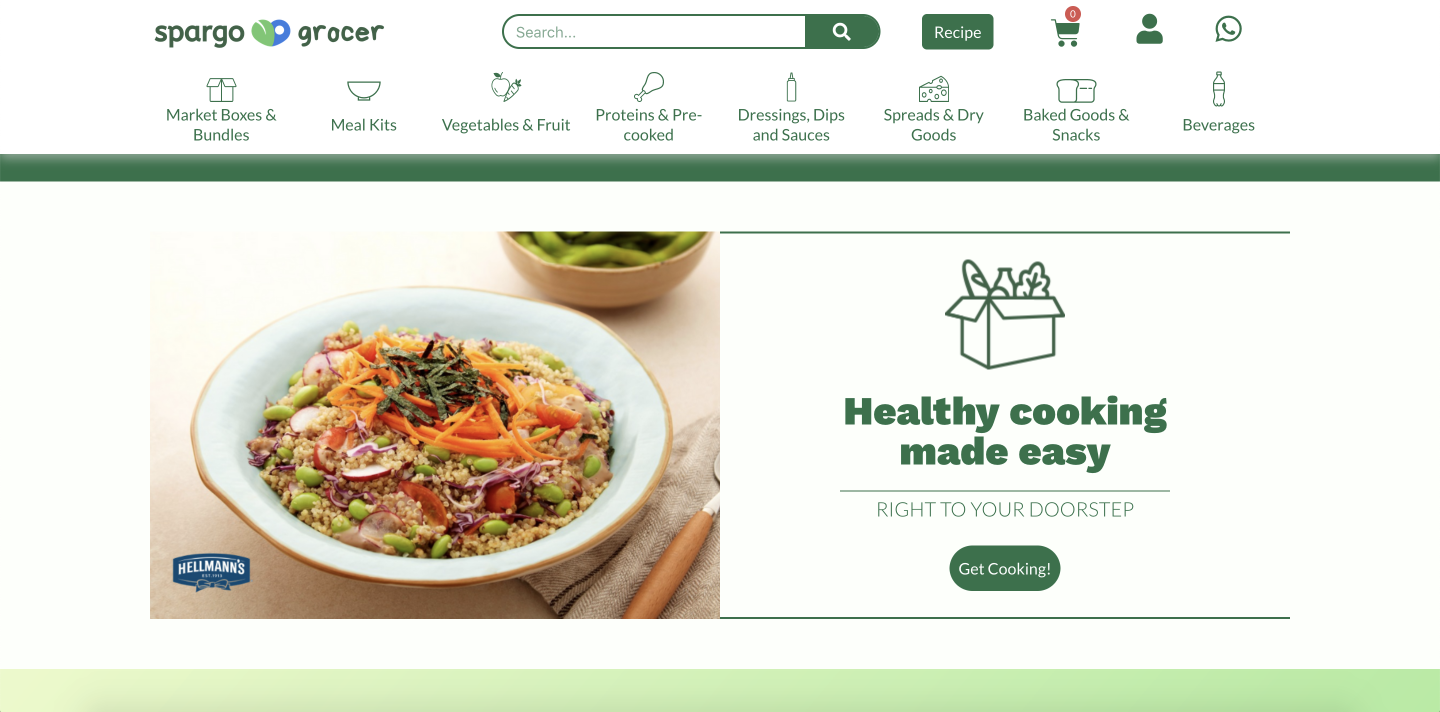 spargo grocer
Search...
Recipe
0
Market Boxes &
Bundles
Meal Kits
Vegetables & Fruit
Proteins & Pre-
cooked
Dressings, Dips
and Sauces
Spreads & Dry
Goods
Baked Goods &
Snacks
Beverages
HELLMANN'S
EST. 1913
Healthy cooking
made easy
RIGHT TO YOUR DOORSTEP
Get Cooking!